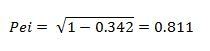 Pei = √1 − 0.342 = 0.811